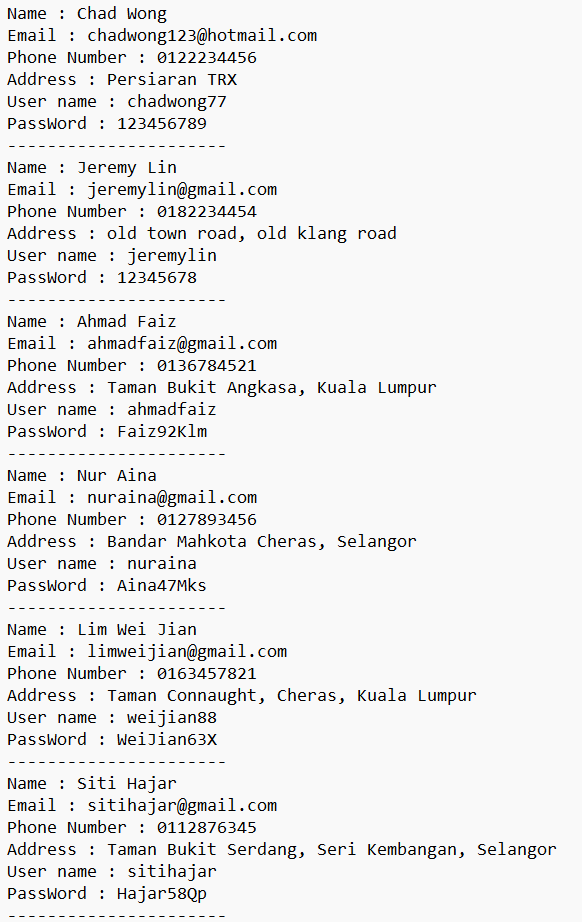 Name : Chad Wong
Email : chadwong123@hotmail.com
Phone Number : 0122234456
Address : Persiaran TRX
User name : chadwong77
PassWord : 123456789
----------------------
Name : Jeremy Lin
Email : jeremylin@gmail.com
Phone Number : 0182234454
Address : old town road, old klang road
User name : jeremylin
PassWord : 12345678
----------------------
Name : Ahmad Faiz
Email : ahmadfaiz@gmail.com
Phone Number : 0136784521
Address : Taman Bukit Angkasa, Kuala Lumpur
User name : ahmadfaiz
PassWord : Faiz92Klm
----------------------
Name : Nur Aina
Email : nuraina@gmail.com
Phone Number : 0127893456
Address : Bandar Mahkota Cheras, Selangor
User name : nuraina
PassWord : Aina47Mks
----------------------
Name : Lim Wei Jian
Email : limweijian@gmail.com
Phone Number : 0163457821
Address : Taman Connaught, Cheras, Kuala Lumpur
User name : weijian88
PassWord : WeiJian63X
----------------------
Name : Siti Hajar
Email : sitihajar@gmail.com
Phone Number : 0112876345
Address : Taman Bukit Serdang, Seri Kembangan, Selangor
User name : sitihajar
PassWord : Hajar58Qp
----------------------